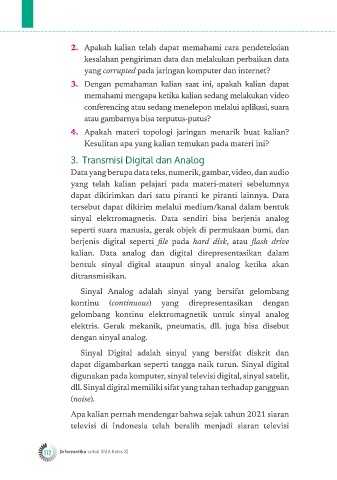 2. Apakah kalian telah dapat memahami cara pendeteksian
kesalahan pengiriman data dan melakukan perbaikan data
yang corrupted pada jaringan komputer dan internet?
3. Dengan pemahaman kalian saat ini, apakah kalian dapat
memahami mengapa ketika kalian sedang melakukan video
conferencing atau sedang menelepon melalui aplikasi, suara
atau gambarnya bisa terputus-putus?
4. Apakah materi topologi jaringan menarik buat kalian?
Kesulitan apa yang kalian temukan pada materi ini?
3. Transmisi Digital dan Analog
Data yang berupa data teks, numerik, gambar, video, dan audio
yang telah kalian pelajari pada materi-materi sebelumnya
dapat dikirimkan dari satu piranti ke piranti lainnya. Data
tersebut dapat dikirim melalui medium/kanal dalam bentuk
sinyal elektromagnetis. Data sendiri bisa berjenis analog
seperti suara manusia, gerak objek di permukaan bumi, dan
berjenis digital seperti file pada hard disk, atau flash drive
kalian. Data analog dan digital direpresentasikan dalam
bentuk sinyal digital ataupun sinyal analog ketika akan
ditransmisikan.
Sinyal Analog adalah sinyal yang bersifat gelombang
kontinu (continuous) yang direpresentasikan dengan
gelombang kontinu elektromagnetik untuk sinyal analog
elektris. Gerak mekanik, pneumatis, dll. juga bisa disebut
dengan sinyal analog.
Sinyal Digital adalah sinyal yang bersifat diskrit dan
dapat digambarkan seperti tangga naik turun. Sinyal digital
digunakan pada komputer, sinyal televisi digital, sinyal satelit,
dll. Sinyal digital memiliki sifat yang tahan terhadap gangguan
(noise).
Apa kalian pernah mendengar bahwa sejak tahun 2021 siaran
televisi di Indonesia telah beralih menjadi siaran televisi
172 Informatika untuk SMA Kelas XI